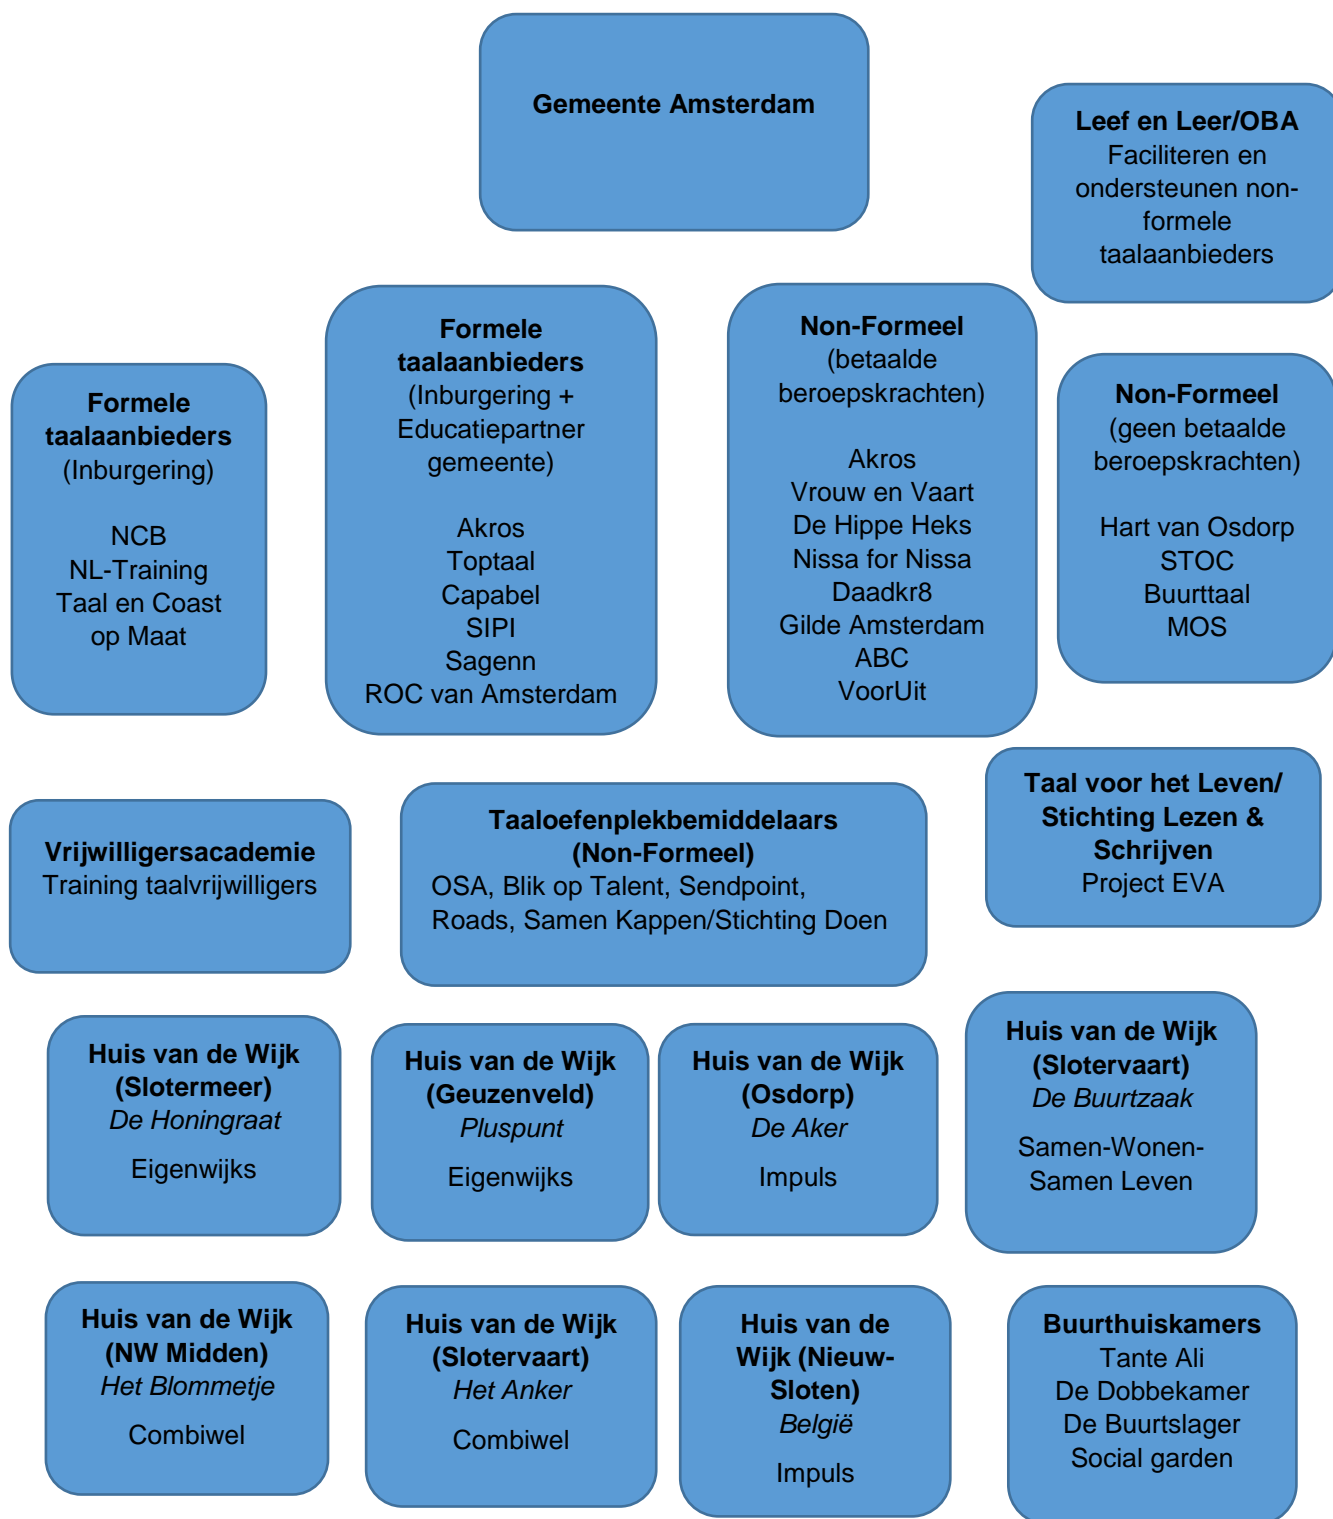 Gemeente Amsterdam
Leef en Leer/OBA
Faciliteren en
ondersteunen non-
formele
taalaanbieders
Formele
taalaanbieders
(Inburgering)
NCB
NL-Training
Taal en Coast
op Maat
Formele
taalaanbieders
(Inburgering +
Educatiepartner
gemeente)
Akros
Toptaal
Capabel
SIPI
Sagenn
ROC van Amsterdam
Non-Formeel
(betaalde
beroepskrachten)
Akros
Vrouw en Vaart
De Hippe Heks
Nissa for Nissa
Daadkr8
Gilde Amsterdam
ABC
VoorUit
Non-Formeel
(geen betaalde
beroepskrachten)
Hart van Osdorp
STOC
Buurttaal
MOS
Vrijwilligersacademie
Training taalvrijwilligers
Taaloefenplekbemiddelaars
(Non-Formeel)
OSA, Blik op Talent, Sendpoint,
Roads, Samen Kappen/Stichting Doen
Taal voor het Leven/
Stichting Lezen &
Schrijven
Project EVA
Huis van de Wijk
(Slotermeer)
De Honingraat
Eigenwijks
Huis van de Wijk
(Geuzenveld)
Pluspunt
Eigenwijks
Huis van de Wijk
(Osdorp)
De Aker
Impuls
Huis van de Wijk
(Slotervaart)
De Buurtzaak
Samen-Wonen-
Samen Leven
Huis van de Wijk
(NW Midden)
Het Blommetje
Combiwel
Huis van de Wijk
(Slotervaart)
Het Anker
Combiwel
Huis van de
Wijk (Nieuw-
Sloten)
België
Impuls
Buurthuiskamers
Tante Ali
De Dobbekamer
De Buurtslager
Social garden